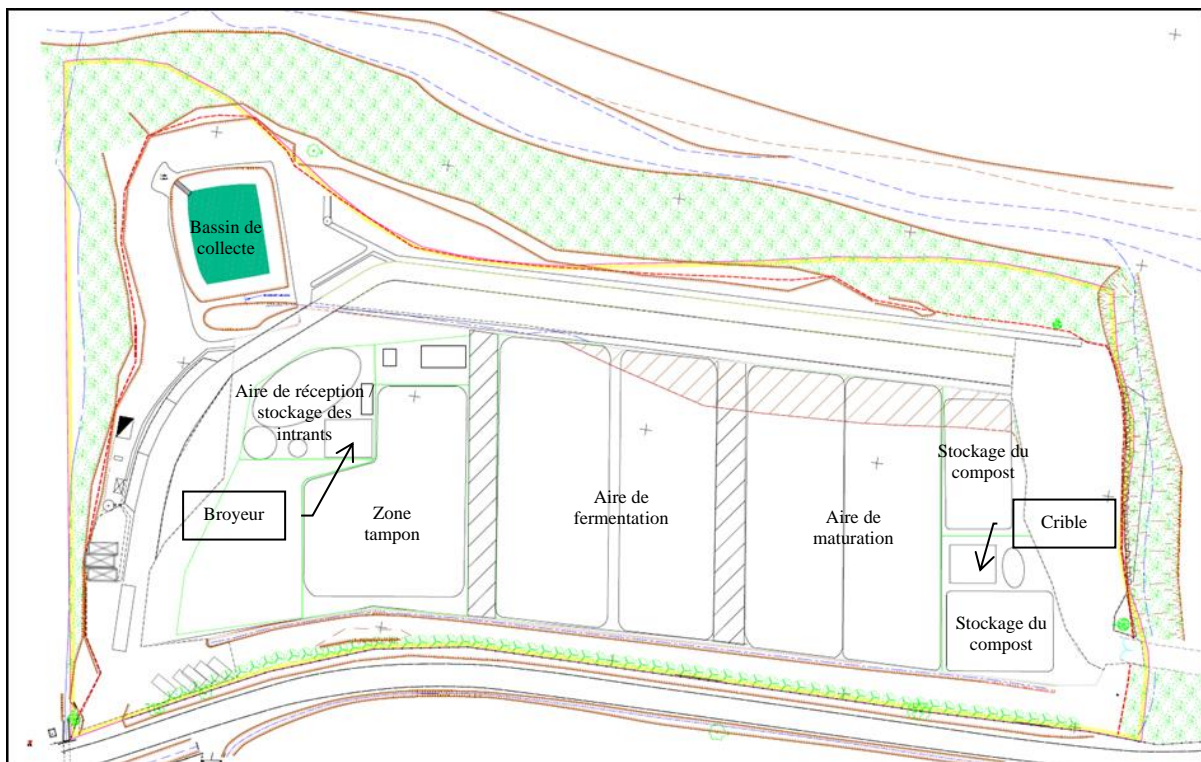 Bassin de
collecte
Aire de réception /
stockage des
intrants
Broyeur
Zone
tampon
Aire de
fermentation
Aire de
maturation
Stockage du
compost
Crible
Stockage du
compost